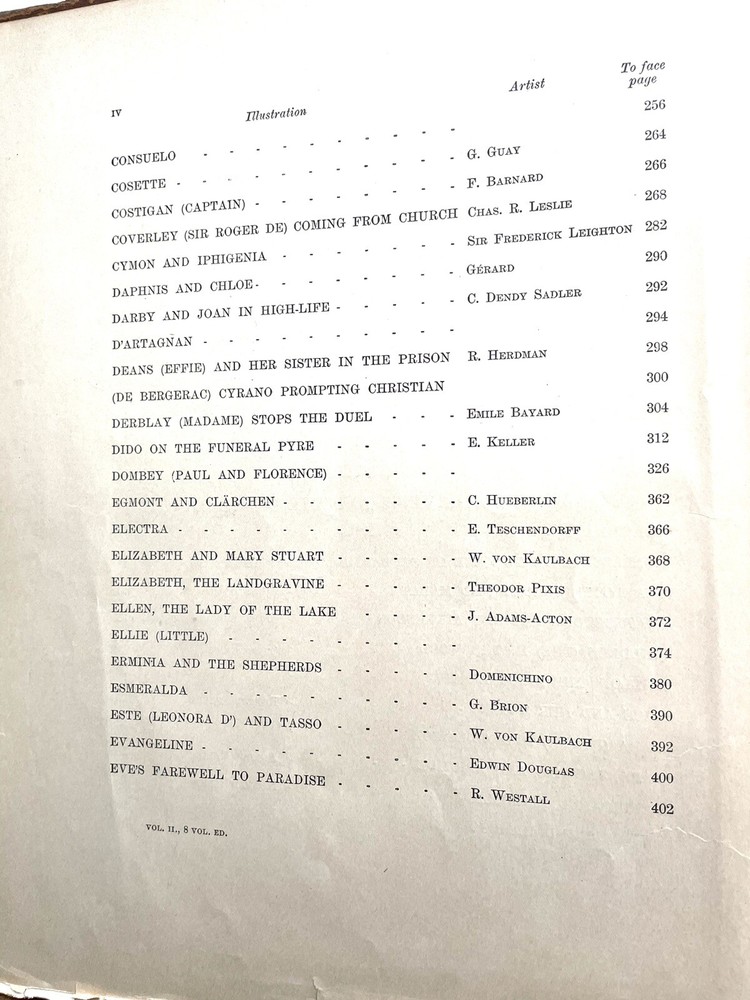 To face page
IV Illustration Artist
CONSUELO - - - - - - - - - - 256
COSETTE - - - - - - - - - - - G. GUAY 264
COSTIGAN (CAPTAIN) - - - - - - - - F. BARNARD 266
COVERLEY (SIR ROGER DE) COMING FROM CHURCH CHAS. R. LESLIE 268
CYMON AND IPHIGENIA - - - - - - - SIR FREDERICK LEIGHTON 282
DAPHNIS AND CHLOE - - - - - - - - GÉRARD 290
DARBY AND JOAN IN HIGH-LIFE - - - - - C. DENDY SADLER 292
D'ARTAGNAN - - - - - - - - - - 294
DEANS (EFFIE) AND HER SISTER IN THE PRISON R. HERDMAN 298
(DE BERGERAC) CYRANO PROMPTING CHRISTIAN 300
DERBLAY (MADAME) STOPS THE DUEL - - - EMILE BAYARD 304
DIDO ON THE FUNERAL PYRE - - - - - E. KELLER 312
DOMBEY (PAUL AND FLORENCE) - - - - - 326
EGMONT AND CLÄRCHEN - - - - - - - C. HUEBERLIN 362
ELECTRA - - - - - - - - - - - E. TESCHENDORFF 366
ELIZABETH AND MARY STUART - - - - - W. VON KAULBACH 368
ELIZABETH, THE LANDGRAVINE - - - - - THEODOR PIXIS 370
ELLEN, THE LADY OF THE LAKE - - - - J. ADAMS-ACTON 372
ELLIE (LITTLE) - - - - - - - - - 374
ERMINIA AND THE SHEPHERDS - - - - - DOMENICHINO 380
ESMERALDA - - - - - - - - - - G. BRION 390
ESTE (LEONORA D') AND TASSO - - - - - W. VON KAULBACH 392
EVANGELINE - - - - - - - - - - EDWIN DOUGLAS 400
EVE'S FAREWELL TO PARADISE - - - - - R. WESTALL 402
VOL. II., 8 VOL. ED.